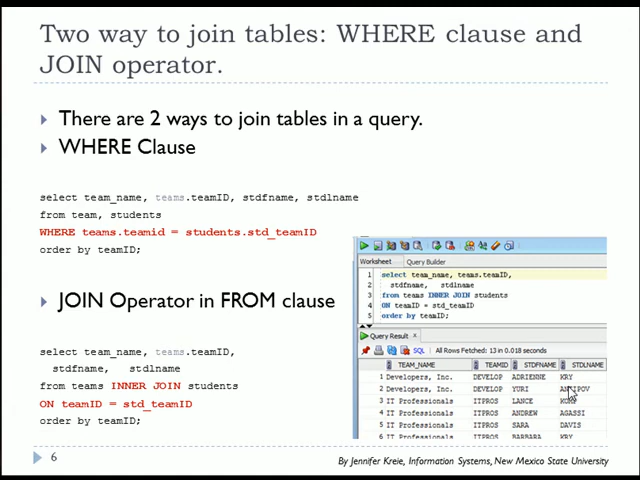 Two way to join tables: WHERE clause and
JOIN operator.
There are 2 ways to join tables in a query.
WHERE Clause
select team_name, teams.teamID, stdfname, stdlname
from team, students
WHERE teams.teamid = students.std_teamID
order by teamID;
JOIN Operator in FROM clause
select team_name, teams.teamID,
stdfname, stdlname
from teams INNER JOIN students
ON teamID = std_teamID
order by teamID;
Worksheet Query Builder
1 select team_name, teams.teamID,
2 stdfname, stdlname
3 from teams INNER JOIN students
4 ON teamID = std_teamID
5 order by teamID;
Query Result ×
SQL | All Rows Fetched: 13 in 0.018 seconds
TEAM_NAME TEAMID STDFNAME STDLNAME
1 Developers, Inc. DEVELOP ADRIENNE KRY
2 Developers, Inc. DEVELOP YURI
3 IT Professionals ITPROS LANCE
4 IT Professionals ITPROS ANDREW AGASSI
5 IT Professionals ITPROS SARA DAVIS
6 IT Professionals ITPROS BARBARA KRY
6
By Jennifer Kreie, Information Systems, New Mexico State University